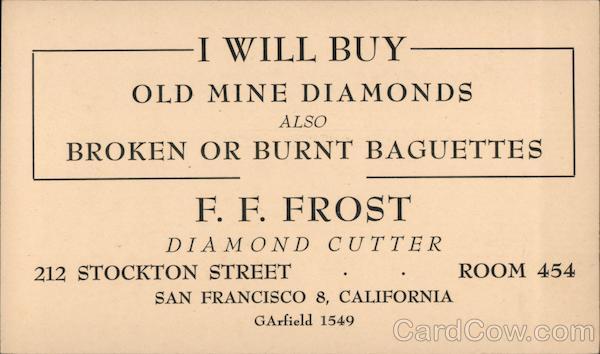 I WILL BUY
OLD MINE DIAMONDS
ALSO
BROKEN OR BURNT BAGUETTES
F. F. FROST
DIAMOND CUTTER
212 STOCKTON STREET . . ROOM 454
SAN FRANCISCO 8, CALIFORNIA
GArfield 1549
CardCow.com